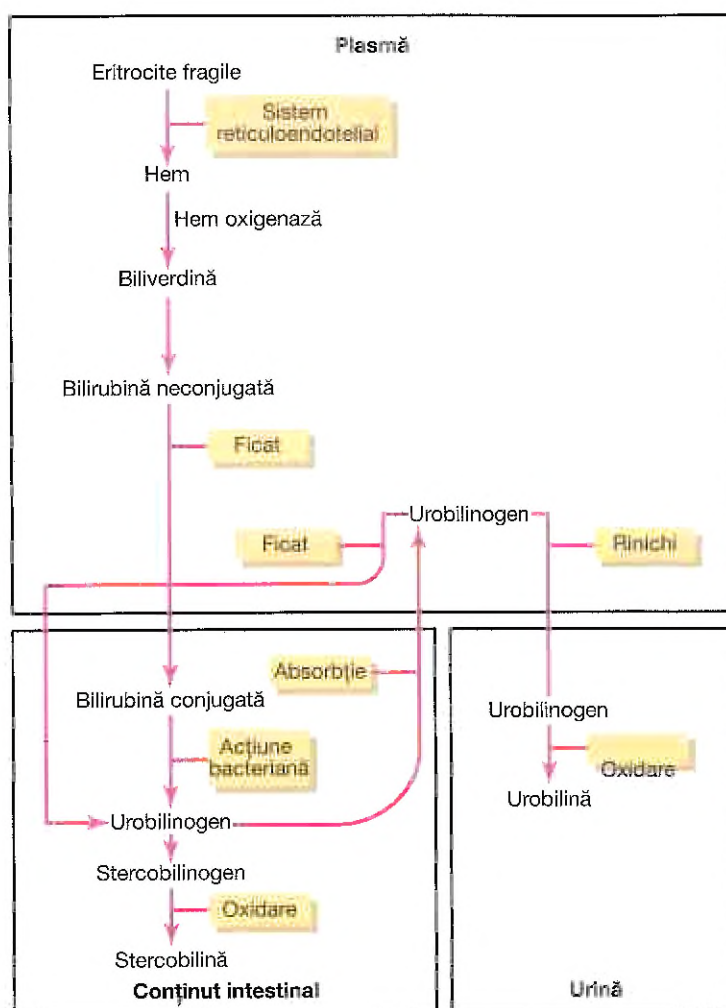 Plasmă
Eritrocite fragile
Sistem
reticuloendotelial
Hem
Hem oxigenază
Biliverdină
Bilirubină neconjugată
Ficat
Urobilinogen
Ficat
Rinichi
Absorbție
Bilirubină conjugată
Acțiune
bacteriană
Urobilinogen
Stercobilinogen
Oxidare
Stercobilină
Conținut intestinal
Urobilinogen
Oxidare
Urobilină
Urină